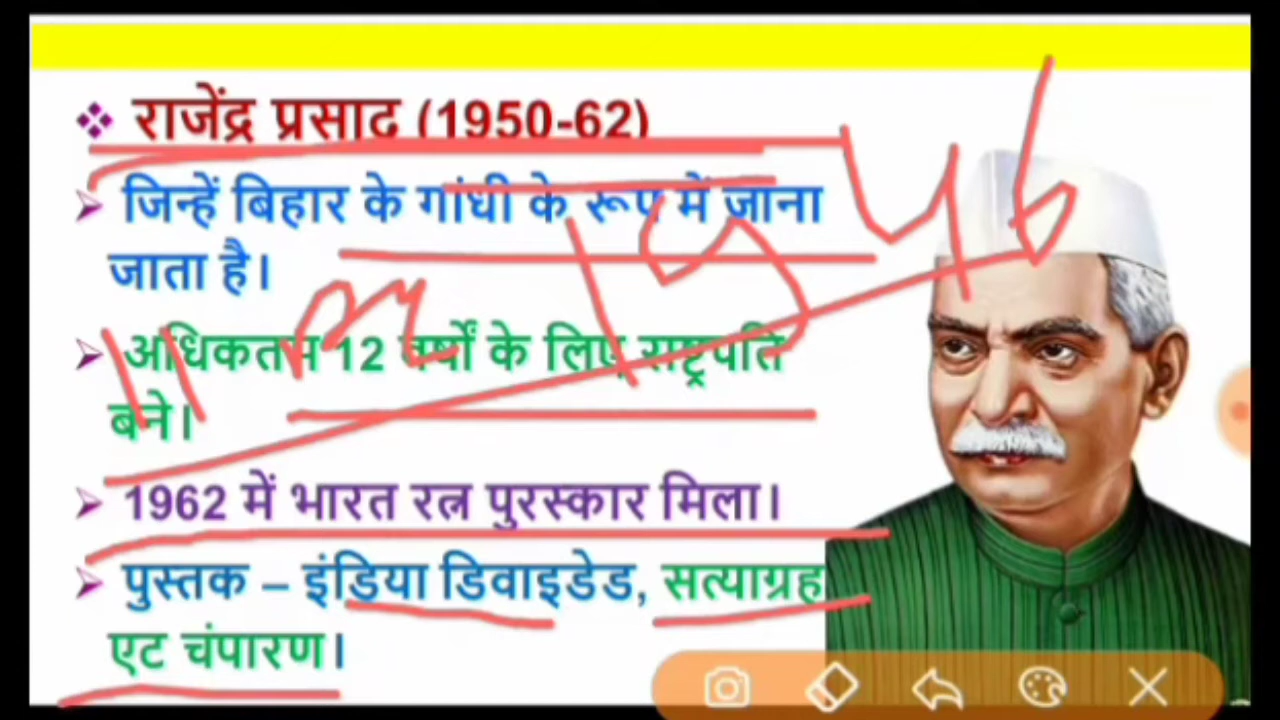 राजेंद्र प्रसाद (1950-62)
जिन्हें बिहार के गांधी के रूप में जाना
जाता है।
अधिकतम 12 वर्षों के लिए राष्ट्रपति
बने।
1962 में भारत रत्न पुरस्कार मिला।
पुस्तक – इंडिया डिवाइडेड, सत्याग्रह
एट चंपारण।